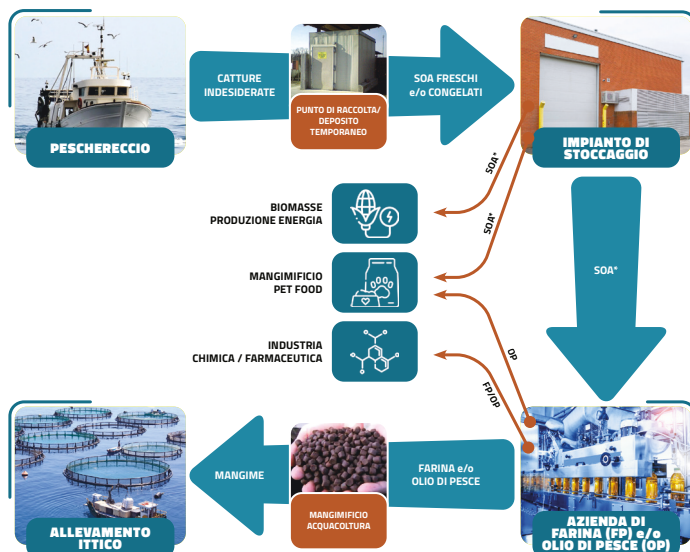 CATTURE
INDESIDERATE
PUNTO DI RACCOLTA/
DEPOSITO
TEMPORANEO
SOA FRESCHI
e/o CONGELATI
PESCHERECCIO
IMPIANTO DI
STOCCAGGIO
SOA*
SOA*
SOA*
BIOMASSE
PRODUZIONE ENERGIA
MANGIMIFICIO
PET FOOD
INDUSTRIA
CHIMICA / FARMACEUTICA
OP
FP/OP
MANGIME
FARINA e/o
OLIO DI PESCE
MANGIMIFICIO
ACQUACOLTURA
ALLEVAMENTO
ITTICO
AZIENDA DI
FARINA (FP) e/o
OLIO DI PESCE (OP)